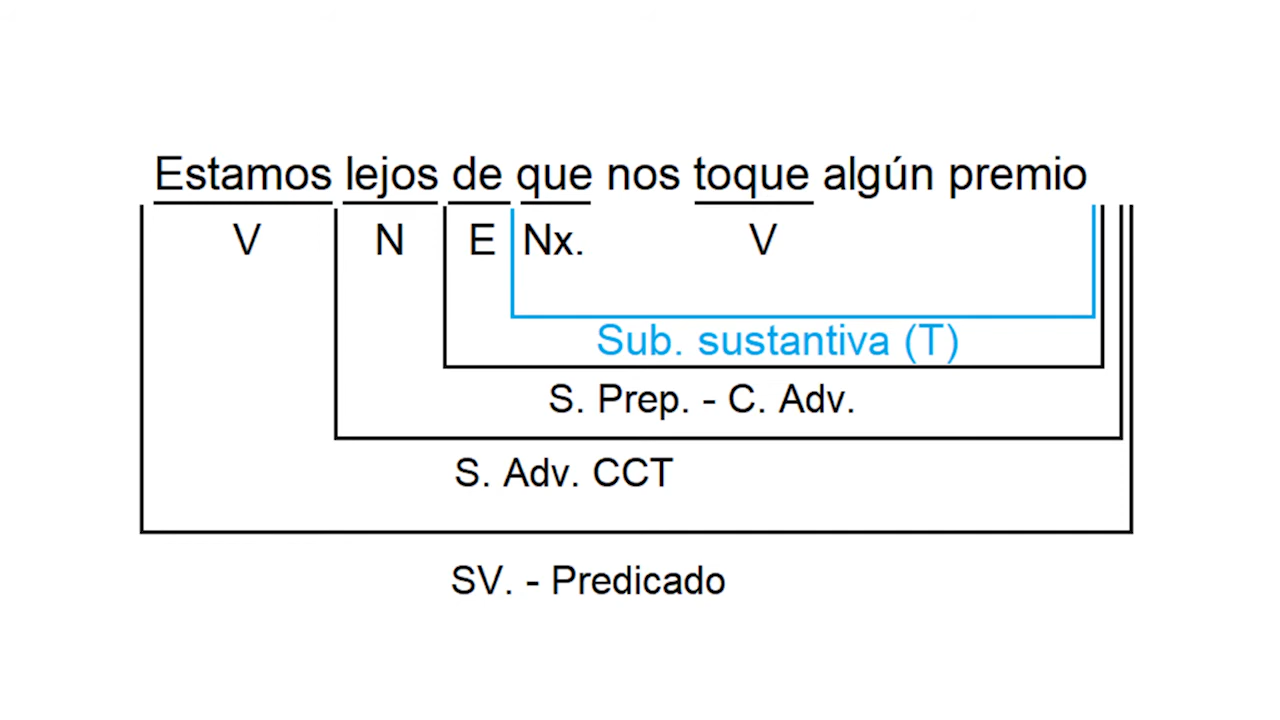 Estamos lejos de que nos toque algún premio
V N E Nx. V
Sub. sustantiva (T)
S. Prep. - C. Adv.
S. Adv. CCT
SV. - Predicado